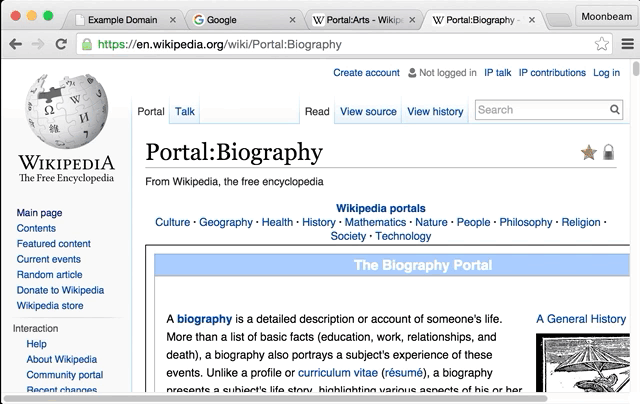 Example Domain
Google
Portal:Arts - Wikipe
Portal:Biography -
Moonbeam
https://en.wikipedia.org/wiki/Portal:Biography
Create account Not logged in IP talk IP contributions Log in
Portal Talk Read View source View history Search
WIKIPEDIA
The Free Encyclopedia
Portal:Biography
From Wikipedia, the free encyclopedia
Main page
Contents
Featured content
Current events
Random article
Donate to Wikipedia
Wikipedia store
Interaction
Help
About Wikipedia
Community portal
Recent changes
Wikipedia portals
Culture · Geography · Health · History · Mathematics · Nature · People · Philosophy · Religion ·
Society · Technology
The Biography Portal
A biography is a detailed description or account of someone's life.
More than a list of basic facts (education, work, relationships, and
death), a biography also portrays a subject's experience of these
events. Unlike a profile or curriculum vitae (résumé), a biography
presents a subject's life story, highlighting various aspects of his or her
A General History